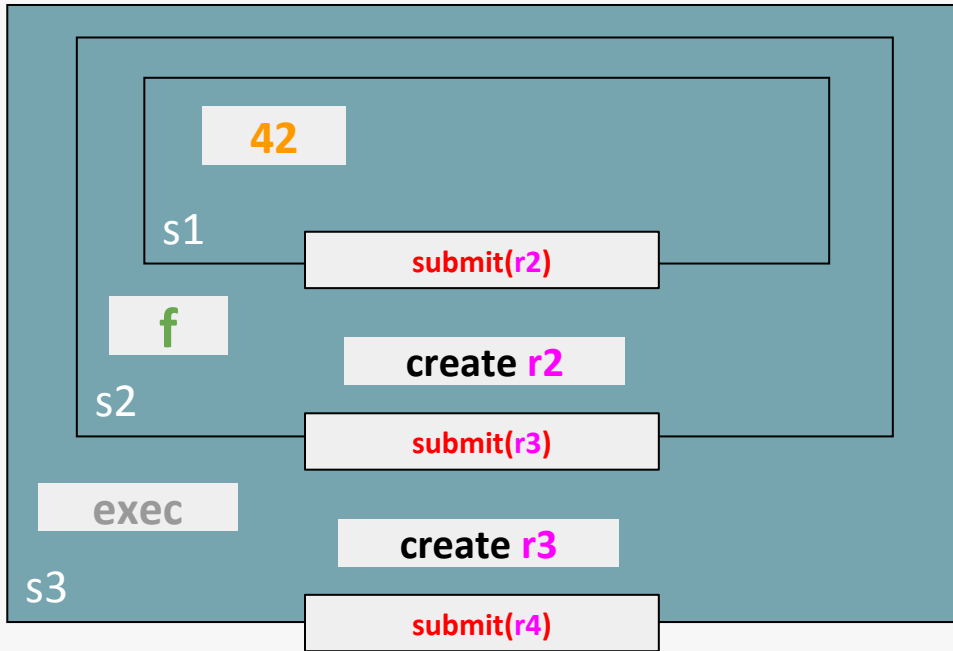 42
s1
submit(r2)
f
create r2
s2
submit(r3)
exec
create r3
s3
submit(r4)